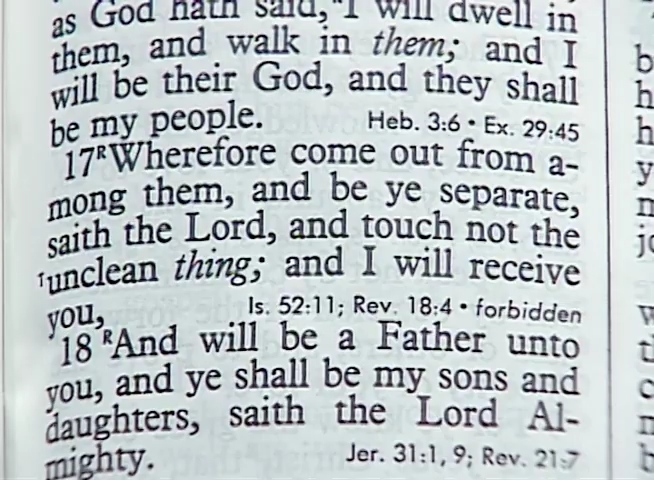 as God hath said, ᴿI will dwell in
them, and walk in them; and I
will be their God, and they shall
be my people. Heb. 3:6 • Ex. 29:45
17ᴿWherefore come out from a-
mong them, and be ye separate,
saith the Lord, and touch not the
ᵀunclean thing; and I will receive
you, Is. 52:11; Rev. 18:4 • forbidden
18 ᴿAnd will be a Father unto
you, and ye shall be my sons and
daughters, saith the Lord Al-
mighty. Jer. 31:1, 9; Rev. 21:7